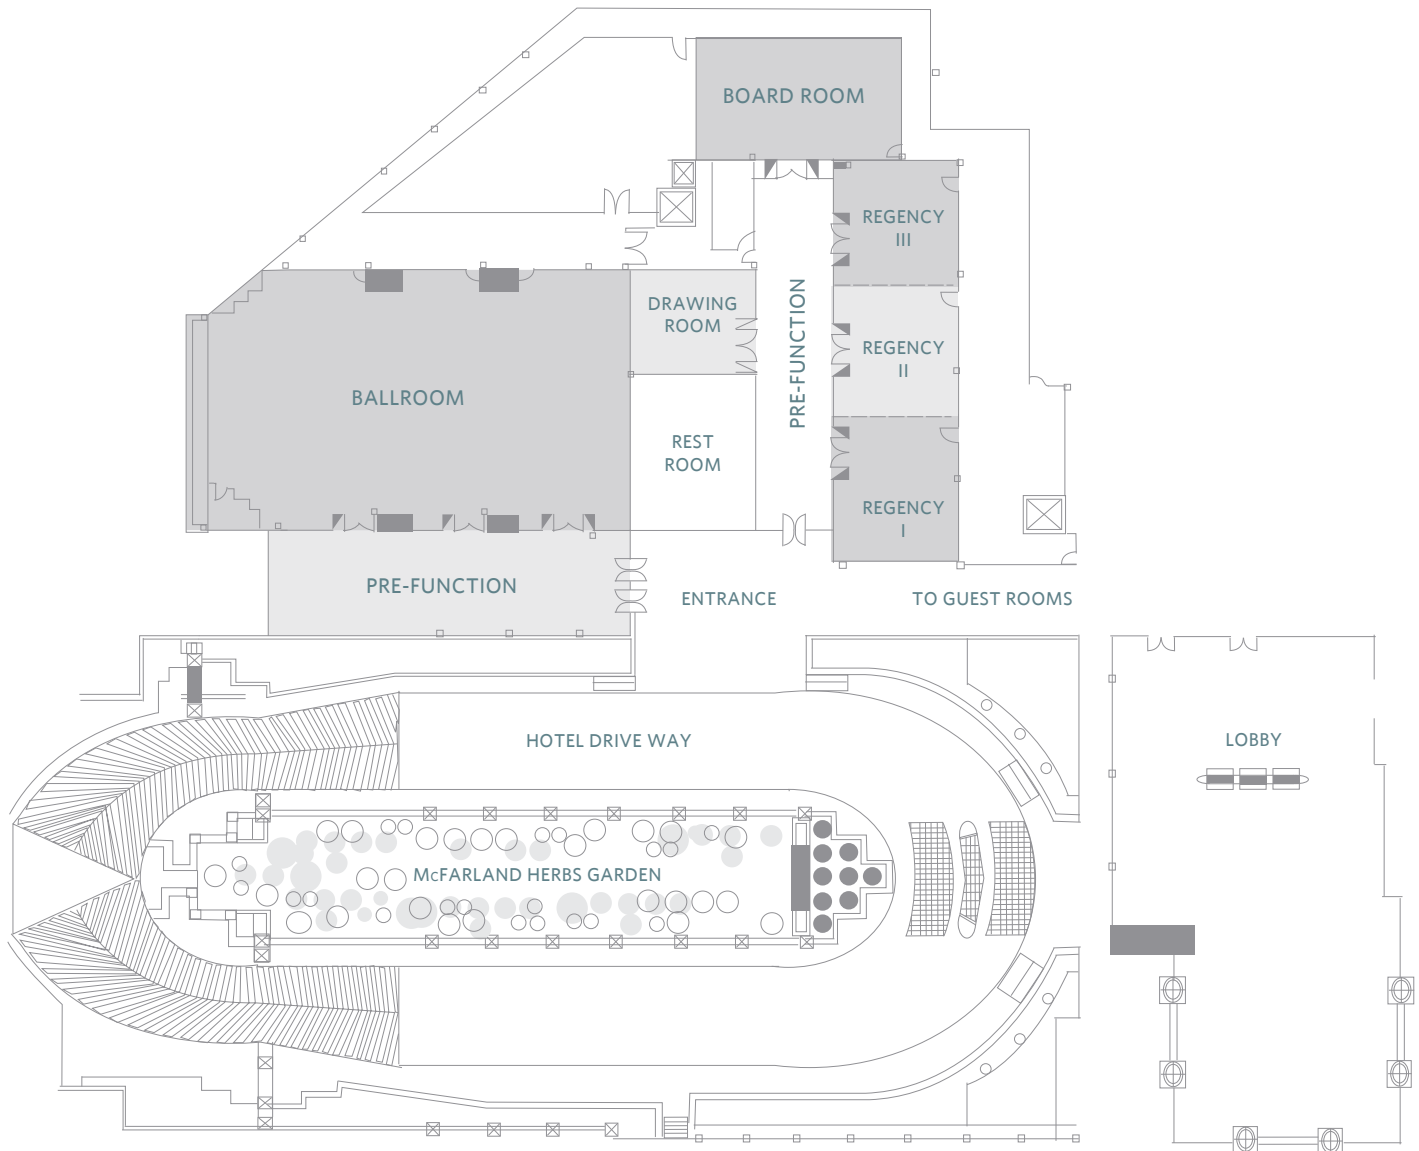 BOARD ROOM
REGENCY
III
DRAWING
ROOM
PRE-FUNCTION
REGENCY
II
BALLROOM
REST
ROOM
REGENCY
I
PRE-FUNCTION
ENTRANCE
TO GUEST ROOMS
HOTEL DRIVE WAY
LOBBY
McFARLAND HERBS GARDEN